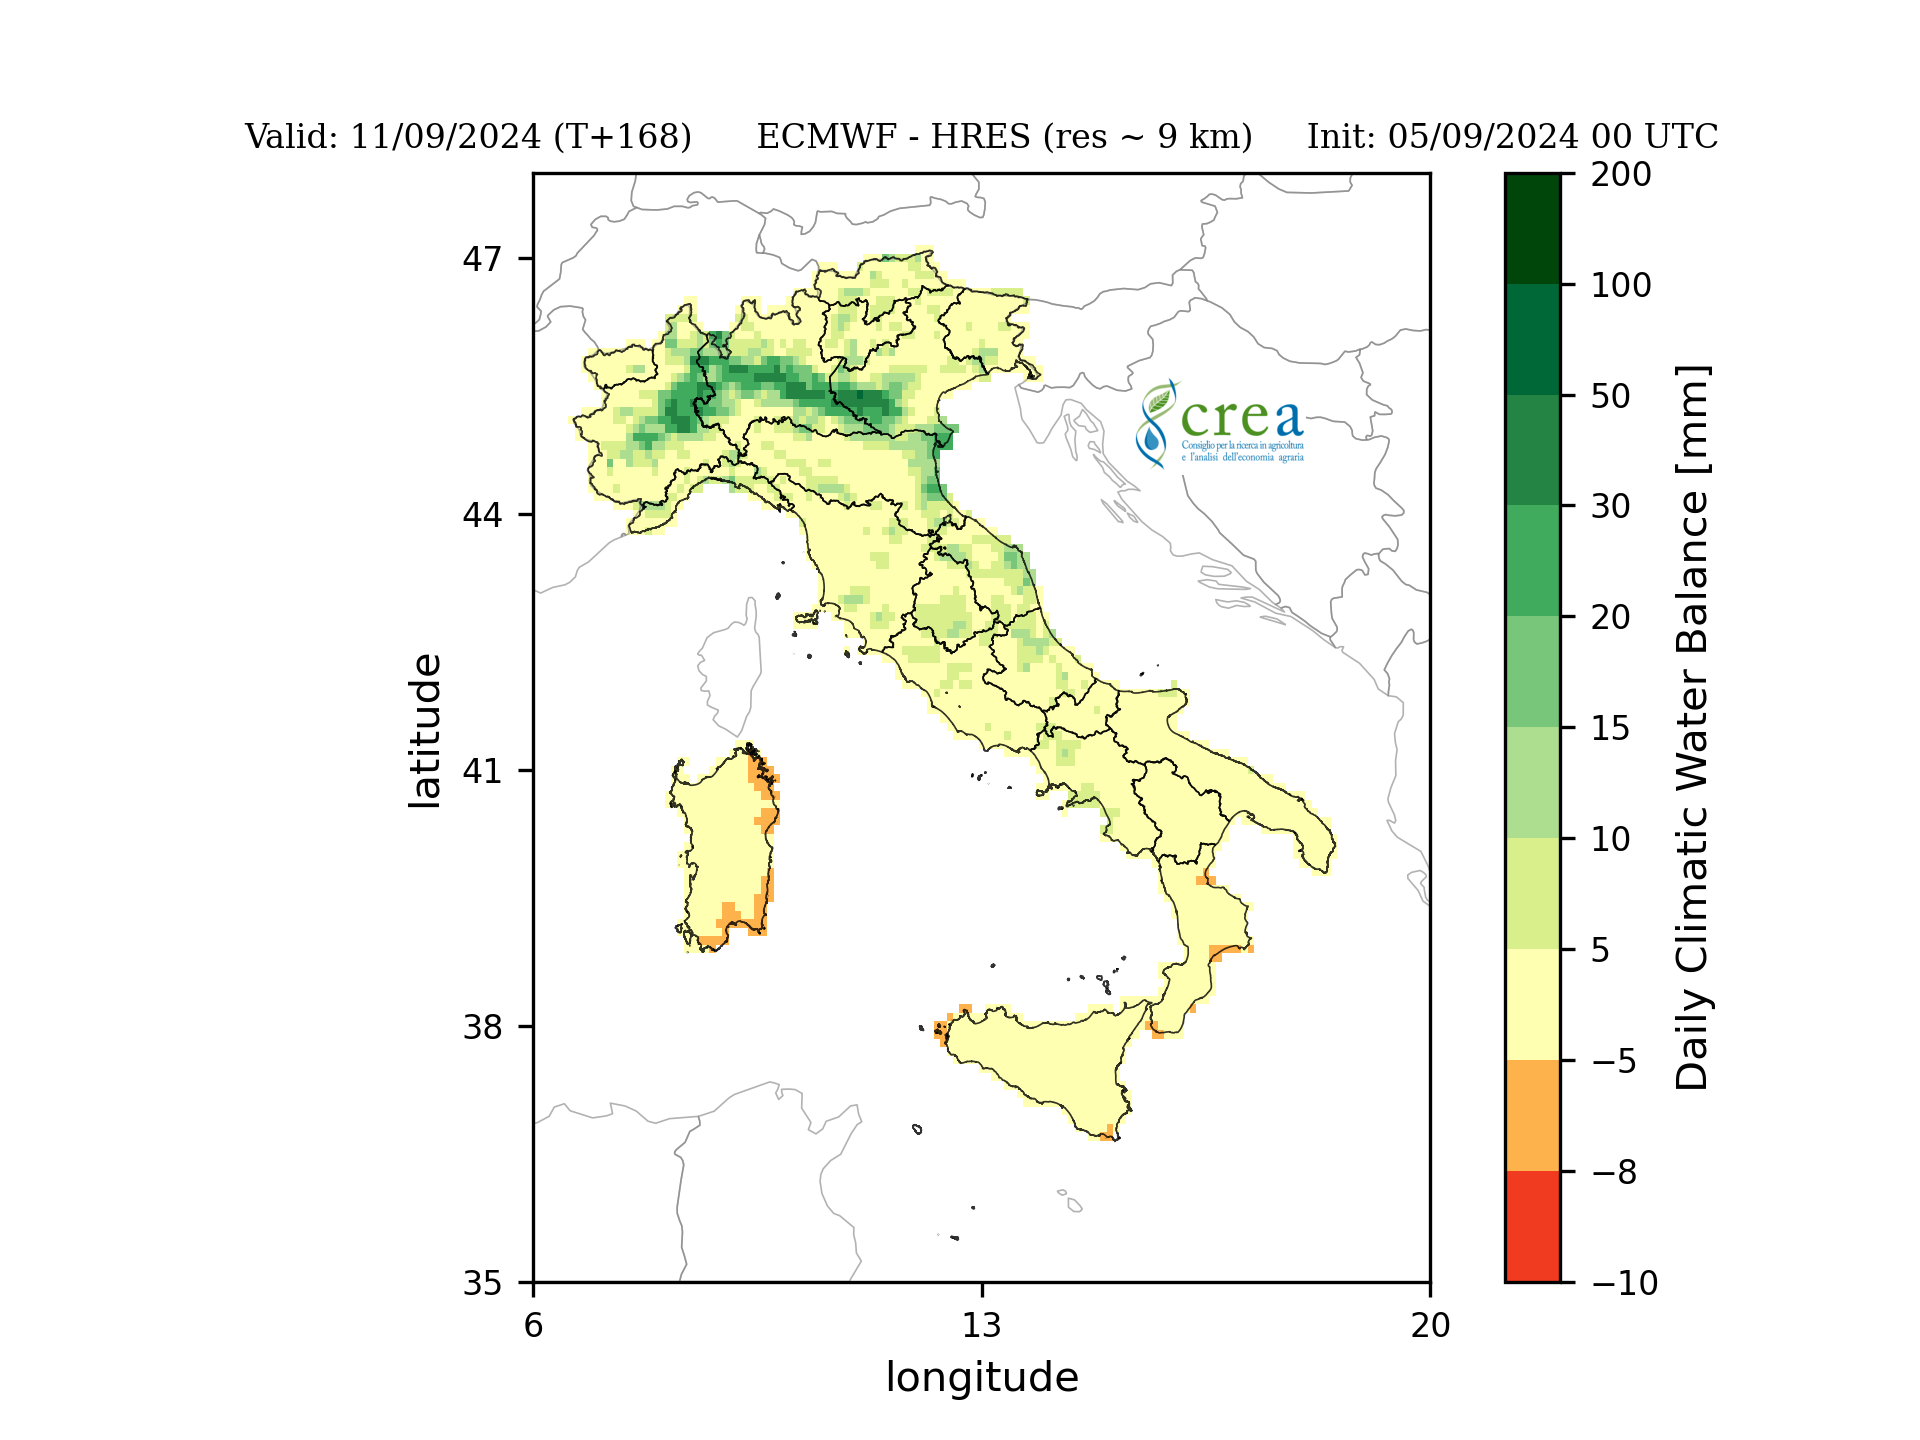 Valid: 11/09/2024 (T+168) ECMWF - HRES (res ~ 9 km) Init: 05/09/2024 00 UTC
47
44
41
38
35
latitude
6 13 20
longitude
crea
Consiglio per la ricerca in agricoltura
e l'analisi dell'economia agraria
200
100
50
30
20
15
10
5
−5
−8
−10
Daily Climatic Water Balance [mm]